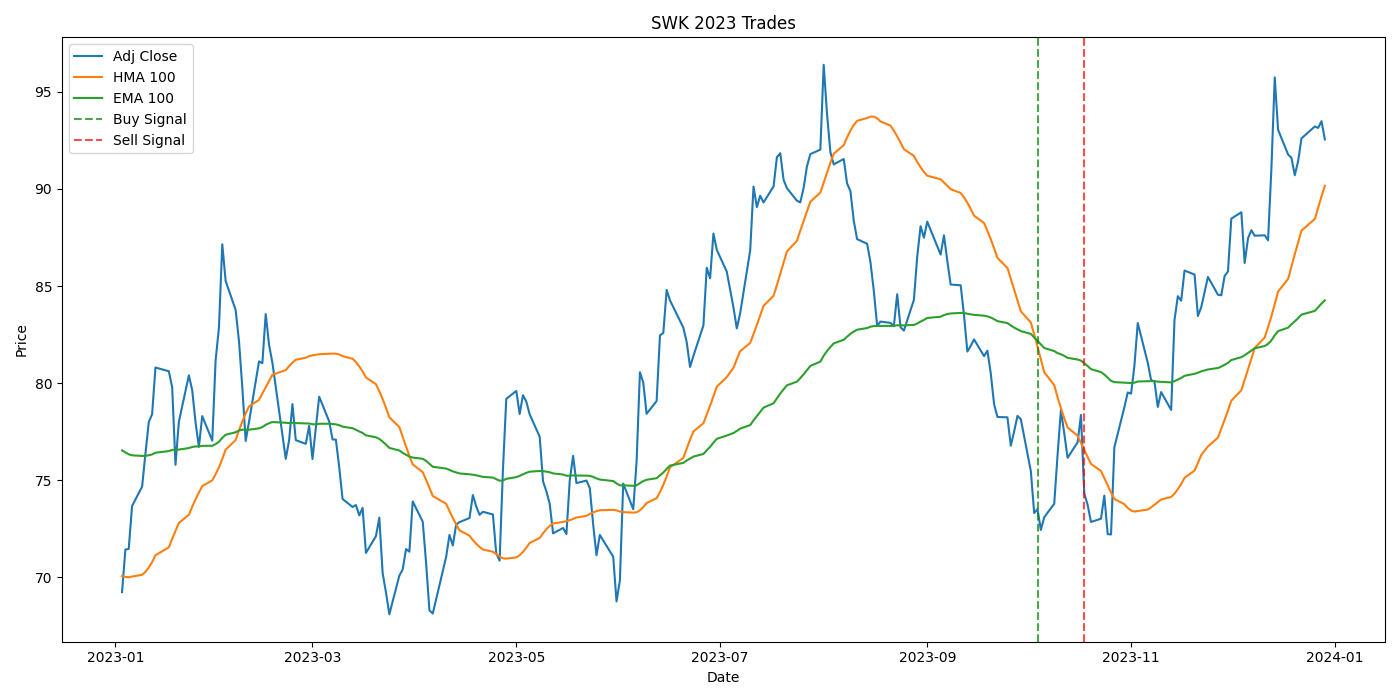 SWK 2023 Trades
Adj Close
HMA 100
EMA 100
Buy Signal
Sell Signal
Price
95
90
85
80
75
70
2023-01
2023-03
2023-05
2023-07
2023-09
2023-11
2024-01
Date